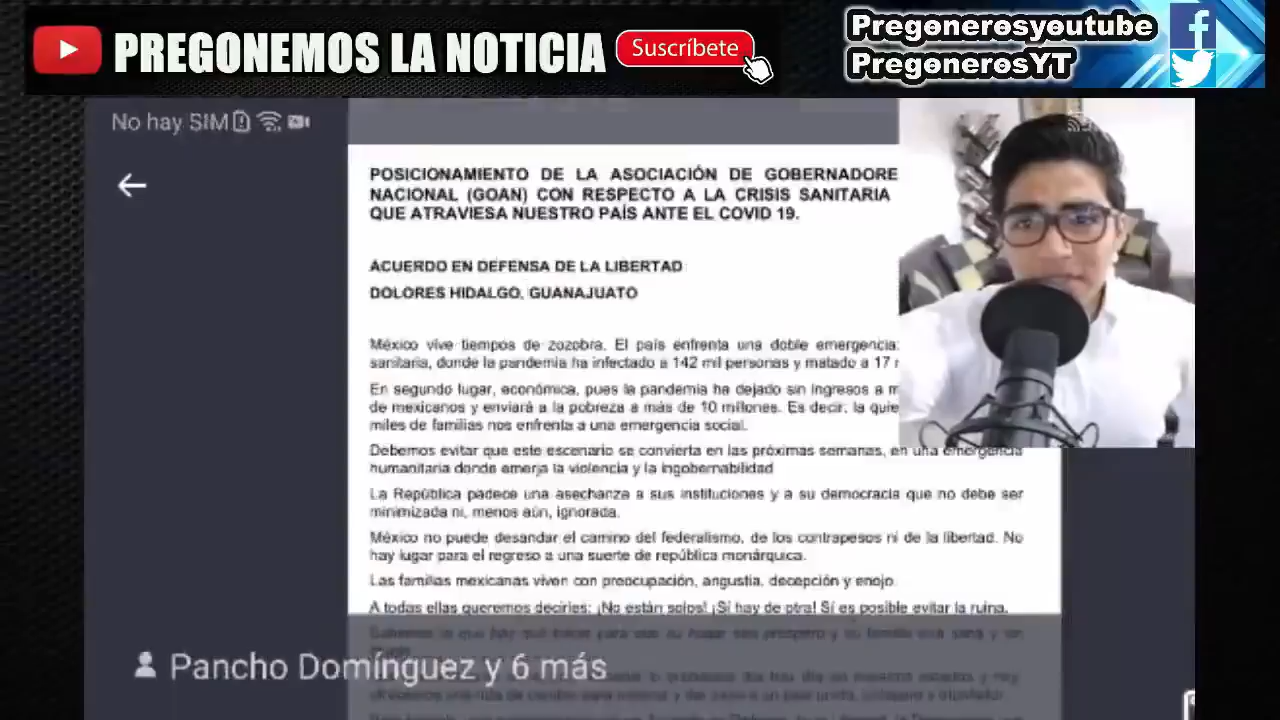 PREGONEMOS LA NOTICIA
Suscríbete
Pregonerosyoutube
PregonerosYT
No hay SIM
POSICIONAMIENTO DE LA ASOCIACIÓN DE GOBERNADORE
NACIONAL (GOAN) CON RESPECTO A LA CRISIS SANITARIA
QUE ATRAVIESA NUESTRO PAÍS ANTE EL COVID 19.
ACUERDO EN DEFENSA DE LA LIBERTAD
DOLORES HIDALGO, GUANAJUATO
México vive tiempos de zozobra. El país enfrenta una doble emergencia:
sanitaria, donde la pandemia ha infectado a 142 mil personas y matado a 17
En segundo lugar, económica, pues la pandemia ha dejado sin ingresos a m
de mexicanos y enviará a la pobreza a más de 10 millones. Es decir, la quie
miles de familias nos enfrenta a una emergencia social.
Debemos evitar que este escenario se convierta en las próximas semanas, en una emergencia
humanitaria donde emerja la violencia y la ingobernabilidad
La República padece una asechanza a sus instituciones y a su democracia que no debe ser
minimizada ni, menos aún, ignorada.
México no puede desandar el camino del federalismo, de los contrapesos ni de la libertad. No
hay lugar para el regreso a una suerte de república monárquica.
Las familias mexicanas viven con preocupación, angustia, decepción y enojo.
A todas ellas queremos decirles: ¡No están solos! ¡Sí hay de otra! Sí es posible evitar la ruina.
Pancho Domínguez y 6 más